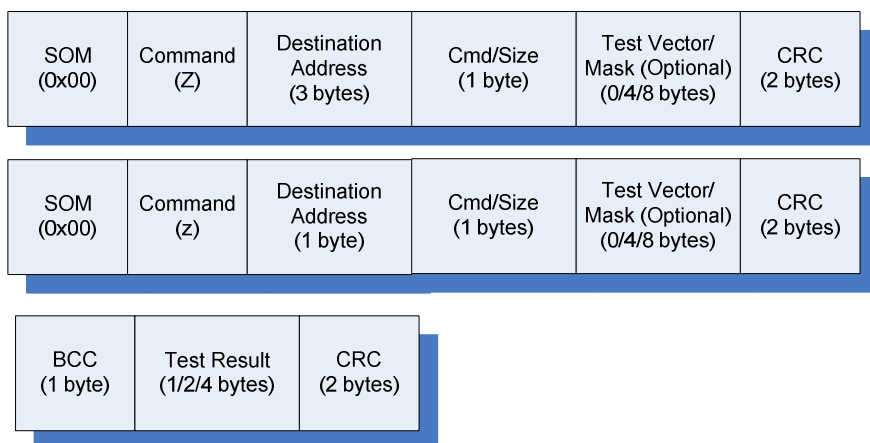 SOM
(0x00)
Command
(Z)
Destination
Address
(3 bytes)
Cmd/Size
(1 byte)
Test Vector/
Mask (Optional)
(0/4/8 bytes)
CRC
(2 bytes)
SOM
(0x00)
Command
(z)
Destination
Address
(1 byte)
Cmd/Size
(1 bytes)
Test Vector/
Mask (Optional)
(0/4/8 bytes)
CRC
(2 bytes)
BCC
(1 byte)
Test Result
(1/2/4 bytes)
CRC
(2 bytes)